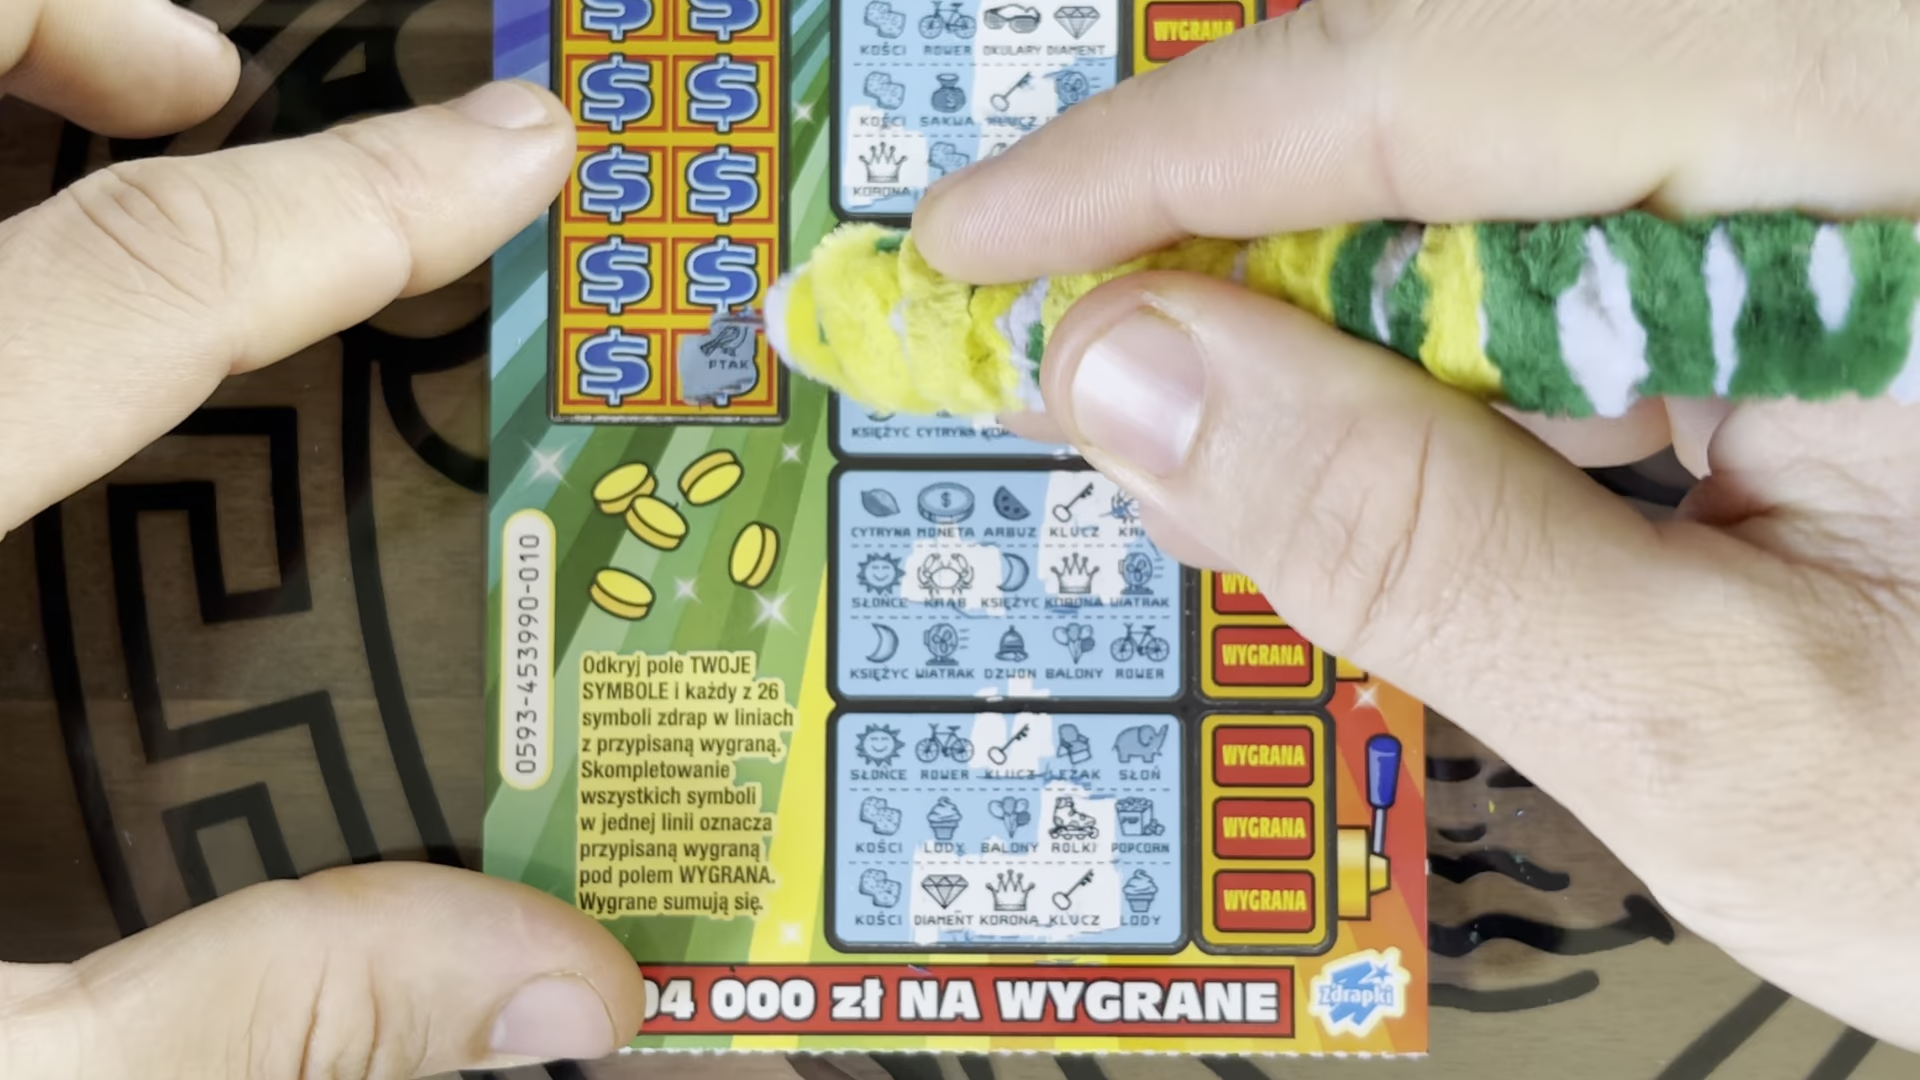 KOŚCI ROWER OKULARY DIAMENT
WYGRANA
KOŚCI SAKWA KLUCZ
KORONA
PTAK
KSIĘŻYC CYTRYNA
CYTRYNA MONETA ARBUZ KLUCZ
SŁOŃCE KRAB KSIĘŻYC KORONA WIATRAK
KSIĘŻYC WIATRAK DZWON BALONY ROWER
WYGRANA
0593-453990-010
Odkryj pole TWOJE
SYMBOLE i każdy z 26
symboli zdrap w liniach
z przypisaną wygraną.
Skompletowanie
wszystkich symboli
w jednej linii oznacza
przypisaną wygraną
pod polem WYGRANA.
Wygrane sumują się.
SŁOŃCE ROWER KLUCZ LEŻAK SŁOŃ
WYGRANA
KOŚCI LODY BALONY ROLKI POPCORN
WYGRANA
KOŚCI DIAMENT KORONA KLUCZ LODY
WYGRANA
04 000 zł NA WYGRANE
Zdrapki